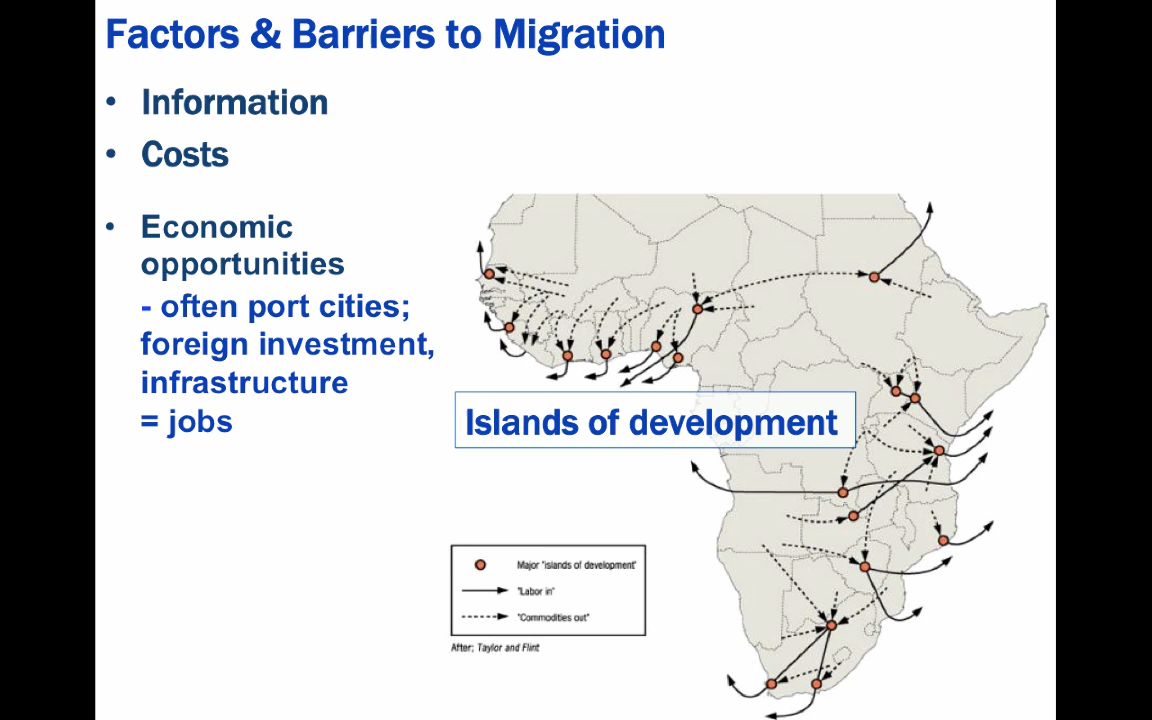 Factors & Barriers to Migration
• Information
• Costs
• Economic
opportunities
- often port cities;
foreign investment,
infrastructure
= jobs
Islands of development
Major "islands of development"
"Labor in"
"Commodities out"
After; Taylor and Flint